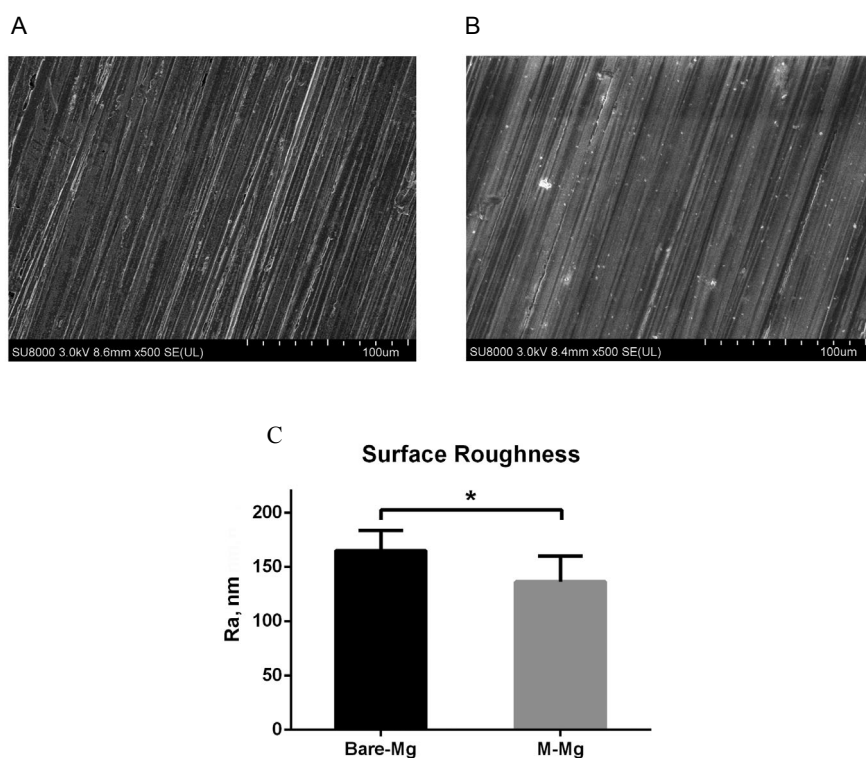 A
B
SU8000 3.0kV 8.6mm x500 SE(UL)
100um
SU8000 3.0kV 8.4mm x500 SE(UL)
100um
C
Surface Roughness
*
Ra, nm
200
150
100
50
0
Bare-Mg
M-Mg